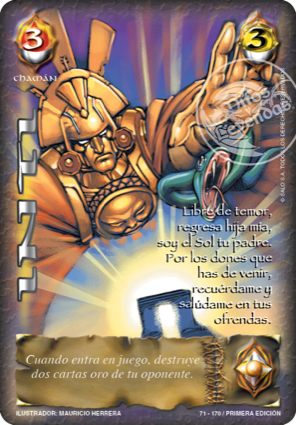 3
3
CHAMÁN
INTI
Mitos y Leyendas
Libre de temor,
regresa hija mía,
soy el Sol tu padre.
Por los dones que
has de venir,
recuérdame y
salúdame en tus
ofrendas.
Cuando entra en juego, destruye
dos cartas oro de tu oponente.
ILUSTRADOR: MAURICIO HERRERA
71 - 170 / PRIMERA EDICIÓN